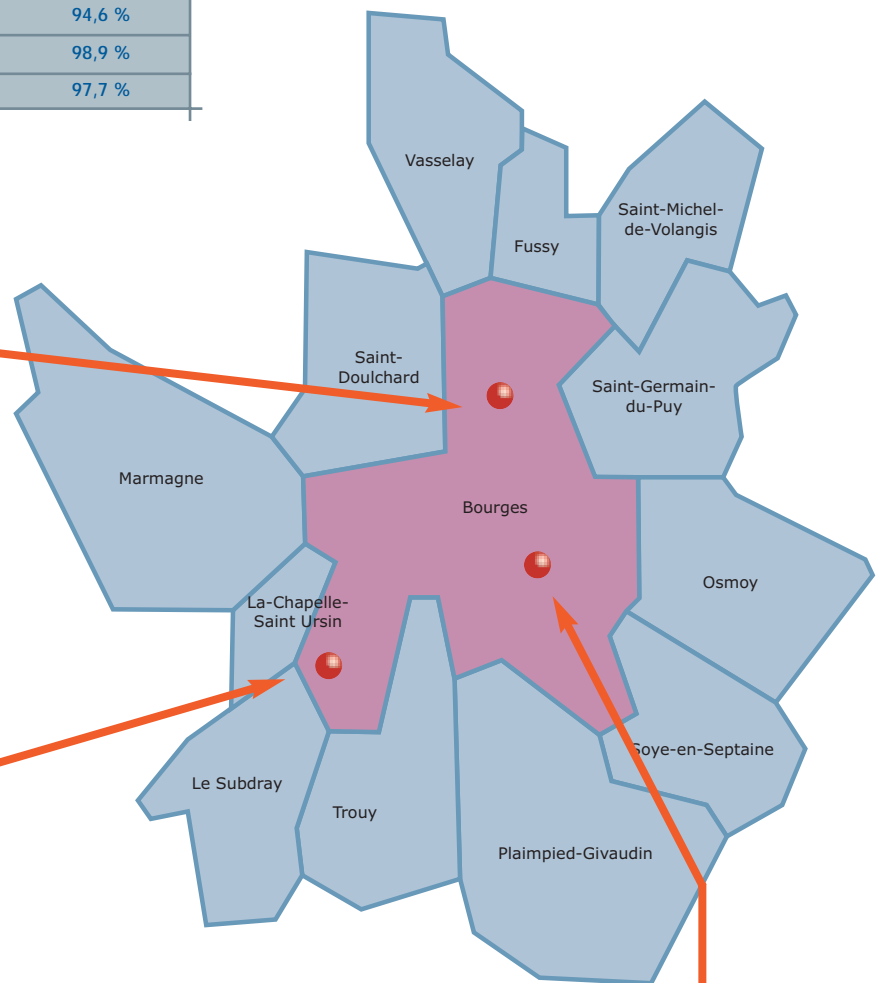 94,6 %
98,9 %
97,7 %
Vasselay
Fussy
Saint-Michel-
de-Volangis
Saint-
Doulchard
Saint-Germain-
du-Puy
Marmagne
Bourges
Osmoy
La-Chapelle-
Saint Ursin
Soye-en-Septaine
Le Subdray
Trouy
Plaimpied-Givaudin